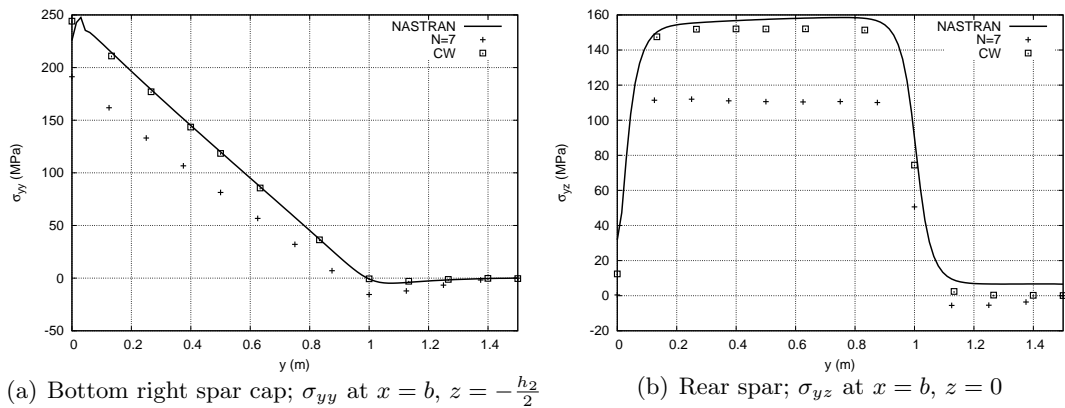 300
250
200
150
100
50
0
-50
σyy (MPa)
0 0.2 0.4 0.6 0.8 1 1.2 1.4
y (m)
NASTRAN
N=7
CW
(a) Bottom right spar cap; σyy at x = b, z = −h2/2
160
140
120
100
80
60
40
20
0
-20
σyz (MPa)
0 0.2 0.4 0.6 0.8 1 1.2 1.4
y (m)
NASTRAN
N=7
CW
(b) Rear spar; σyz at x = b, z = 0